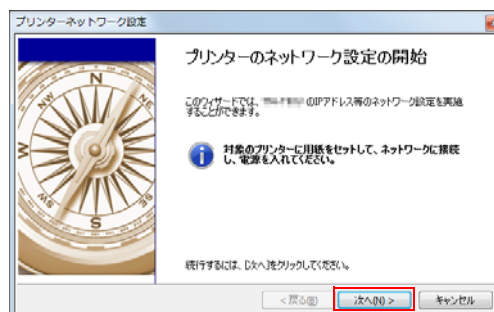 プリンターネットワーク設定
プリンターのネットワーク設定の開始
N
NE
E
SE
S
SW
W
NW
このウィザードでは、 のIPアドレス等のネットワーク設定を実施
することができます。
対象のプリンターに用紙をセットして、ネットワークに接続
し、電源を入れてください。
続行するには、[次へ]をクリックしてください。
< 戻る(B)
次へ(N) >
キャンセル